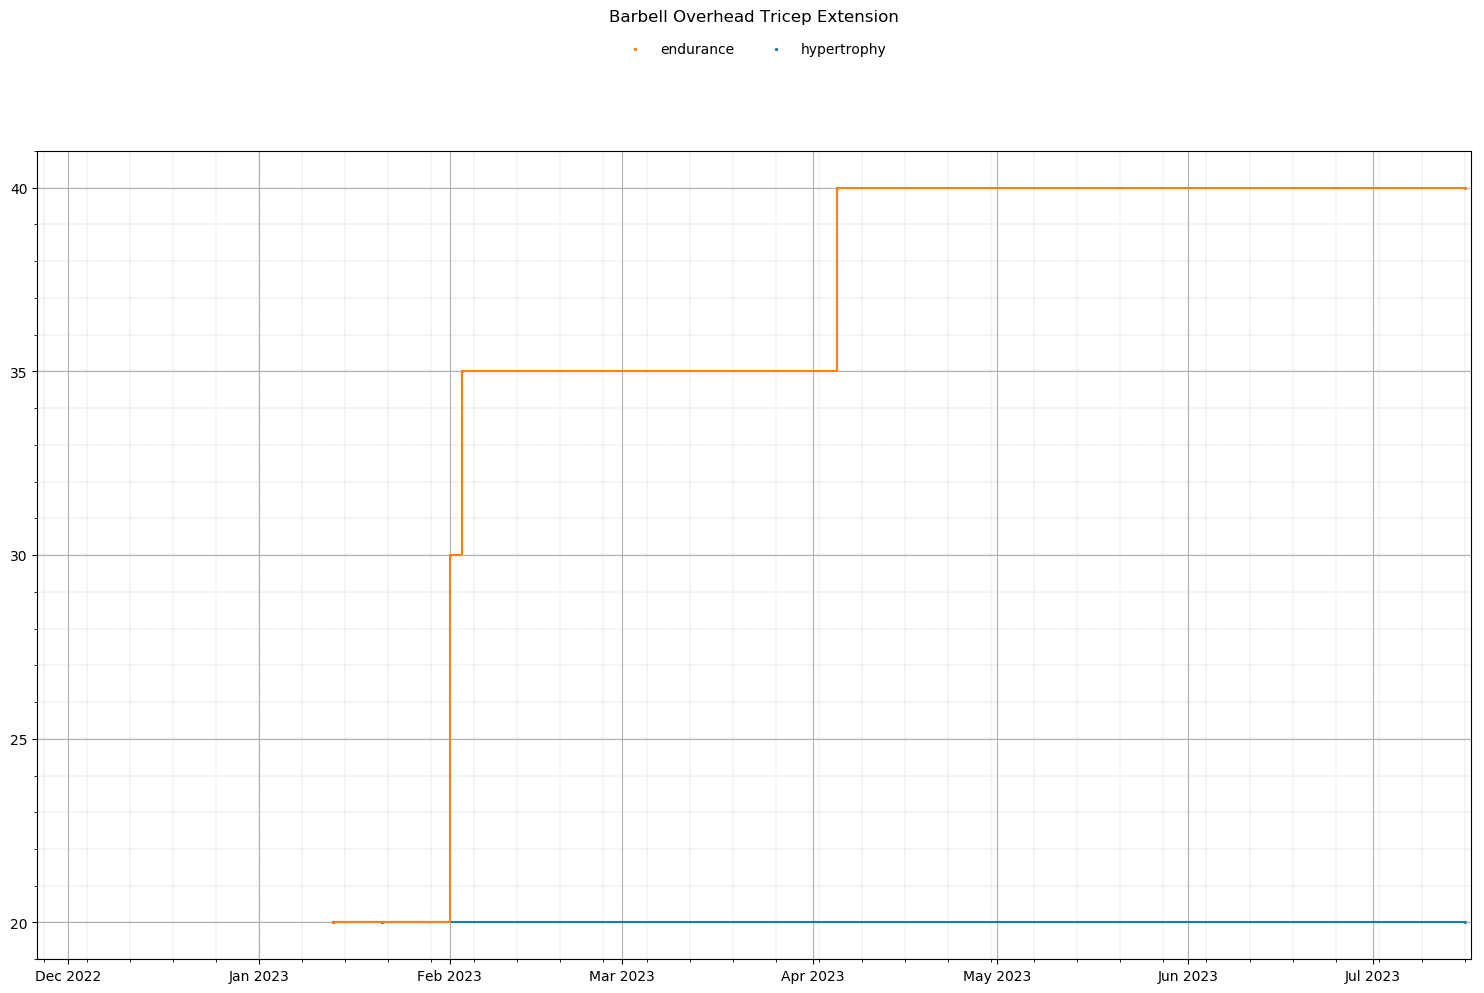 Barbell Overhead Tricep Extension
endurance hypertrophy
40
35
30
25
20
Dec 2022 Jan 2023 Feb 2023 Mar 2023 Apr 2023 May 2023 Jun 2023 Jul 2023